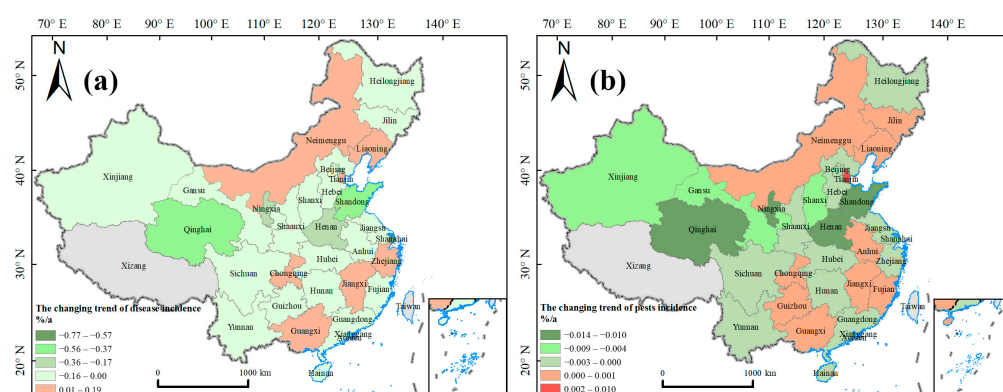 70° E 80° E 90° E 100° E 110° E 120° E 130° E 140° E
N
(a)
50° N
40° N
30° N
20° N
Heilongjiang
Jilin
Neimenggu
Liaoning
Beijing
Tianjin
Xinjiang
Gansu
Hebei
Shanxi
Shandong
Ningxia
Qinghai
Shaanxi
Henan
Jiangsu
Shanghai
Anhui
Xizang
Hubei
Zhejiang
Sichuan
Chongqing
Hunan
Jiangxi
Fujian
Guizhou
Taiwan
Yunnan
Guangxi
Guangdong
Hainan
The changing trend of disease incidence
%/a
−0.77 – −0.57
−0.56 – −0.37
−0.36 – −0.17
−0.16 – 0.00
0.01 – 0.19
0 1000 km
70° E 80° E 90° E 100° E 110° E 120° E 130° E 140° E
N
(b)
50° N
40° N
30° N
20° N
Heilongjiang
Jilin
Neimenggu
Liaoning
Beijing
Tianjin
Xinjiang
Gansu
Hebei
Shanxi
Shandong
Ningxia
Qinghai
Shaanxi
Henan
Jiangsu
Shanghai
Anhui
Xizang
Hubei
Zhejiang
Sichuan
Chongqing
Hunan
Jiangxi
Fujian
Guizhou
Taiwan
Yunnan
Guangxi
Guangdong
Hainan
The changing trend of pests incidence
%/a
−0.014 – −0.010
−0.009 – −0.004
−0.003 – −0.000
0.000 – −0.001
0.002 – 0.010
0 1000 km